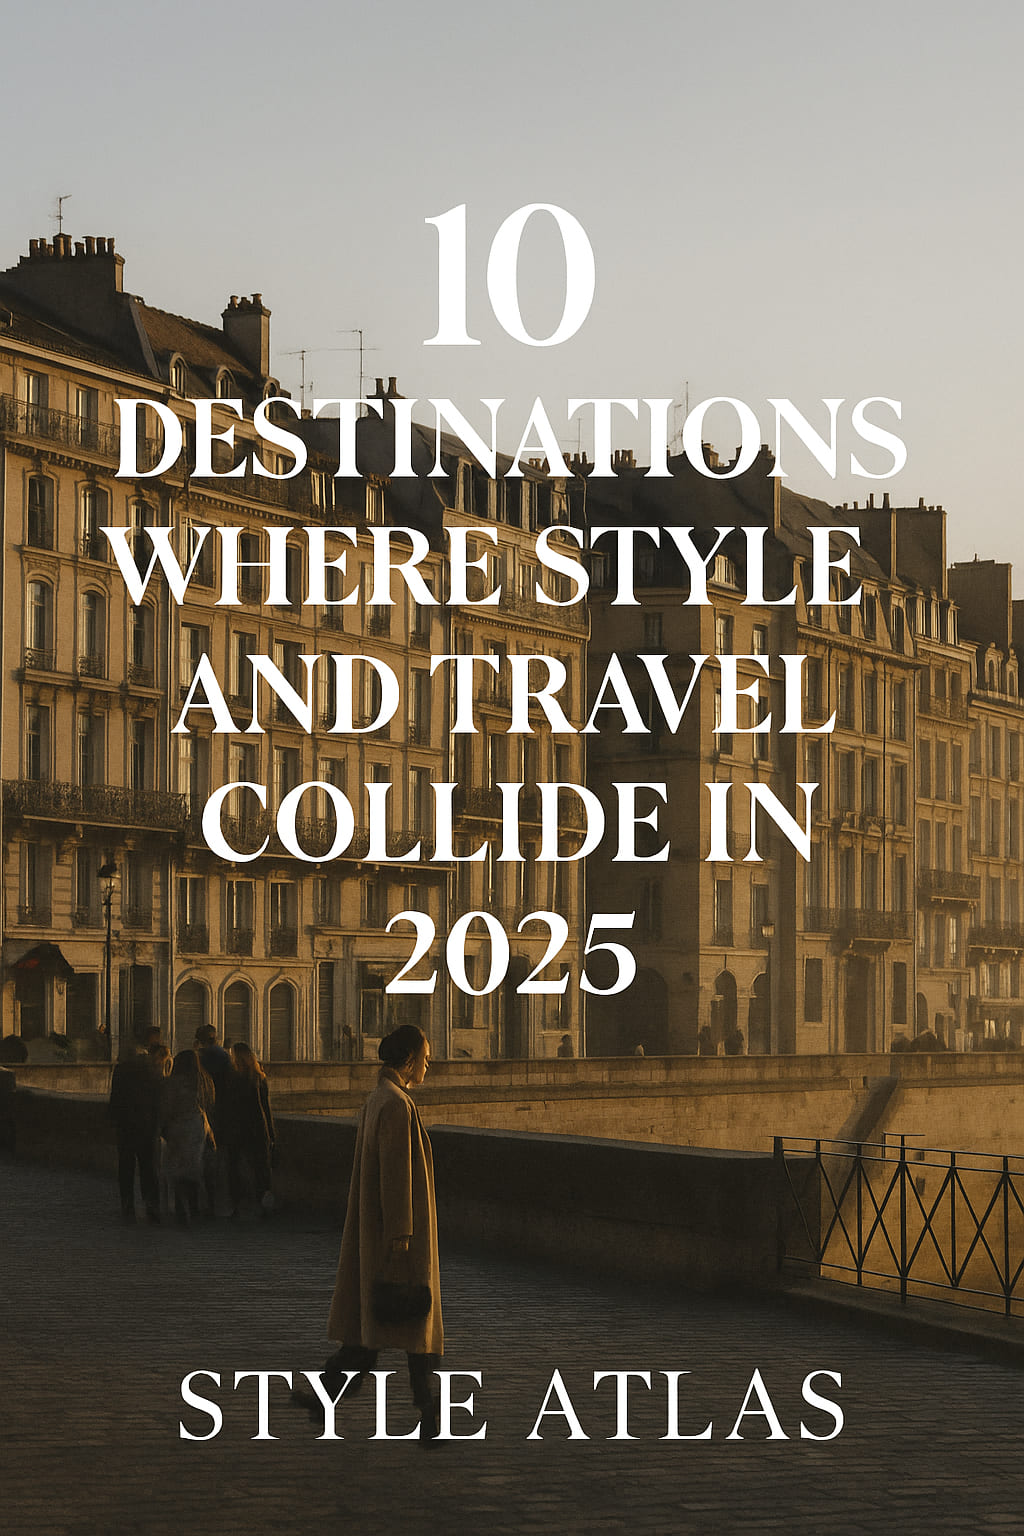 10
DESTINATIONS
WHERE STYLE
AND TRAVEL
COLLIDE IN
2025
STYLE ATLAS